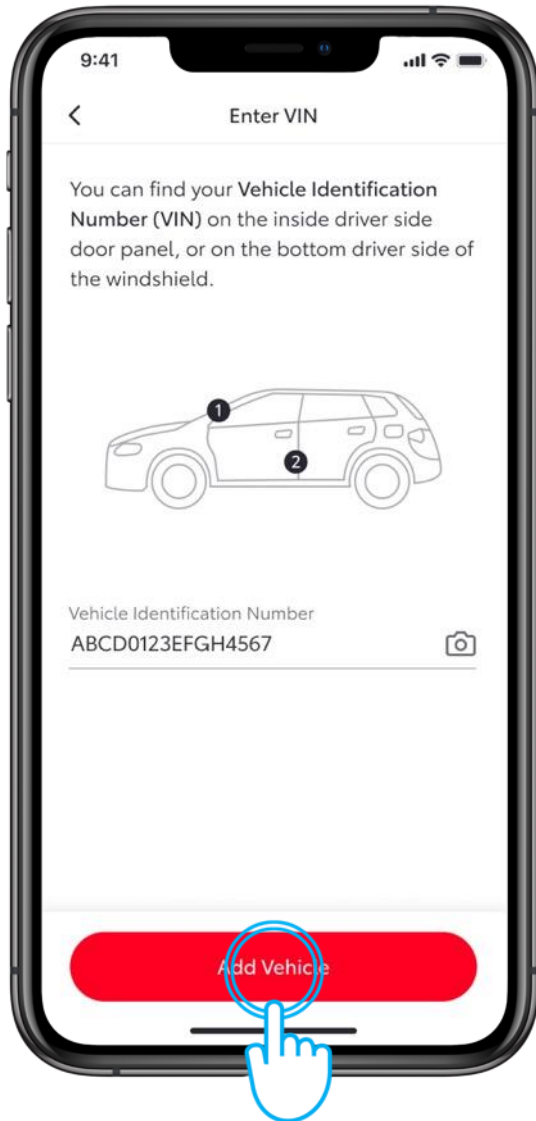 9:41
Enter VIN
You can find your Vehicle Identification
Number (VIN) on the inside driver side
door panel, or on the bottom driver side of
the windshield.
1
2
Vehicle Identification Number
ABCD0123EFGH4567
Add Vehicle